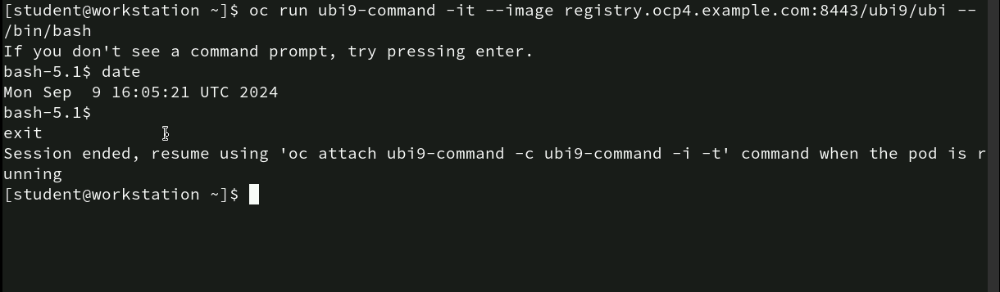 [student@workstation ~]$ oc run ubi9-command -it --image registry.ocp4.example.com:8443/ubi9/ubi --
/bin/bash
If you don't see a command prompt, try pressing enter.
bash-5.1$ date
Mon Sep  9 16:05:21 UTC 2024
bash-5.1$
exit
Session ended, resume using 'oc attach ubi9-command -c ubi9-command -i -t' command when the pod is r
unning
[student@workstation ~]$